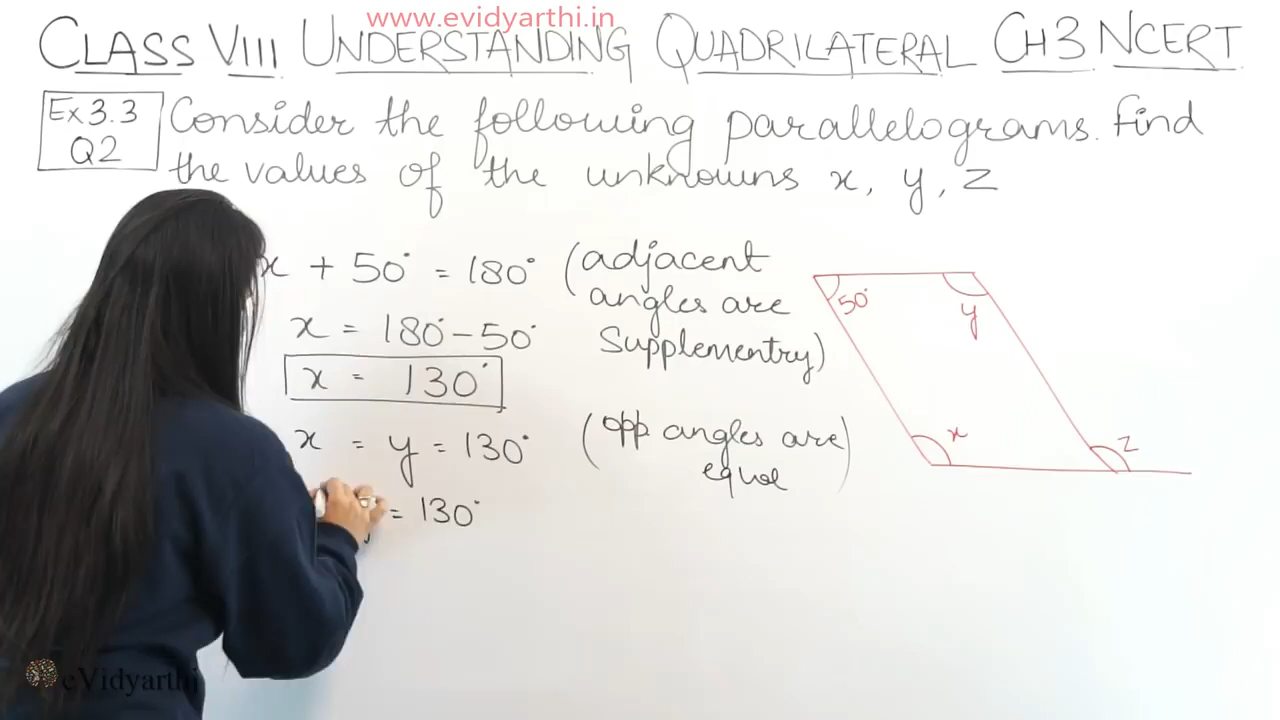 www.evidyarthi.in
CLASS VIII UNDERSTANDING QUADRILATERAL CH3 NCERT
Ex 3.3
Q2
Consider the following parallelograms. Find
the values of the unknowns x, y, z
x + 50° = 180° (adjacent
angles are
Supplementry)
x = 180° - 50°
x = 130°
x = y = 130° (opp angles are
equal)
= 130°
50°
y
x
z
eVidyarthi